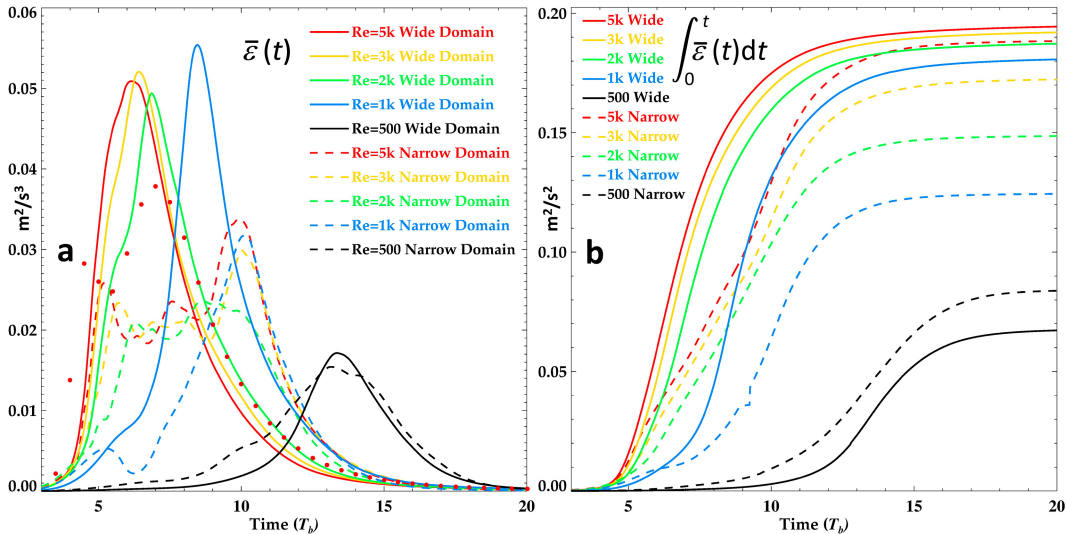 0.06
0.05
0.04
0.03
0.02
0.01
0.00
m²/s³
5
10
15
20
Time (T_b)
a
ε̅(t)
Re=5k Wide Domain
Re=3k Wide Domain
Re=2k Wide Domain
Re=1k Wide Domain
Re=500 Wide Domain
Re=5k Narrow Domain
Re=3k Narrow Domain
Re=2k Narrow Domain
Re=1k Narrow Domain
Re=500 Narrow Domain
0.20
0.15
0.10
0.05
0.00
m²/s²
5
10
15
20
Time (T_b)
b
∫₀ᵗ ε̅(t)dt
5k Wide
3k Wide
2k Wide
1k Wide
500 Wide
5k Narrow
3k Narrow
2k Narrow
1k Narrow
500 Narrow